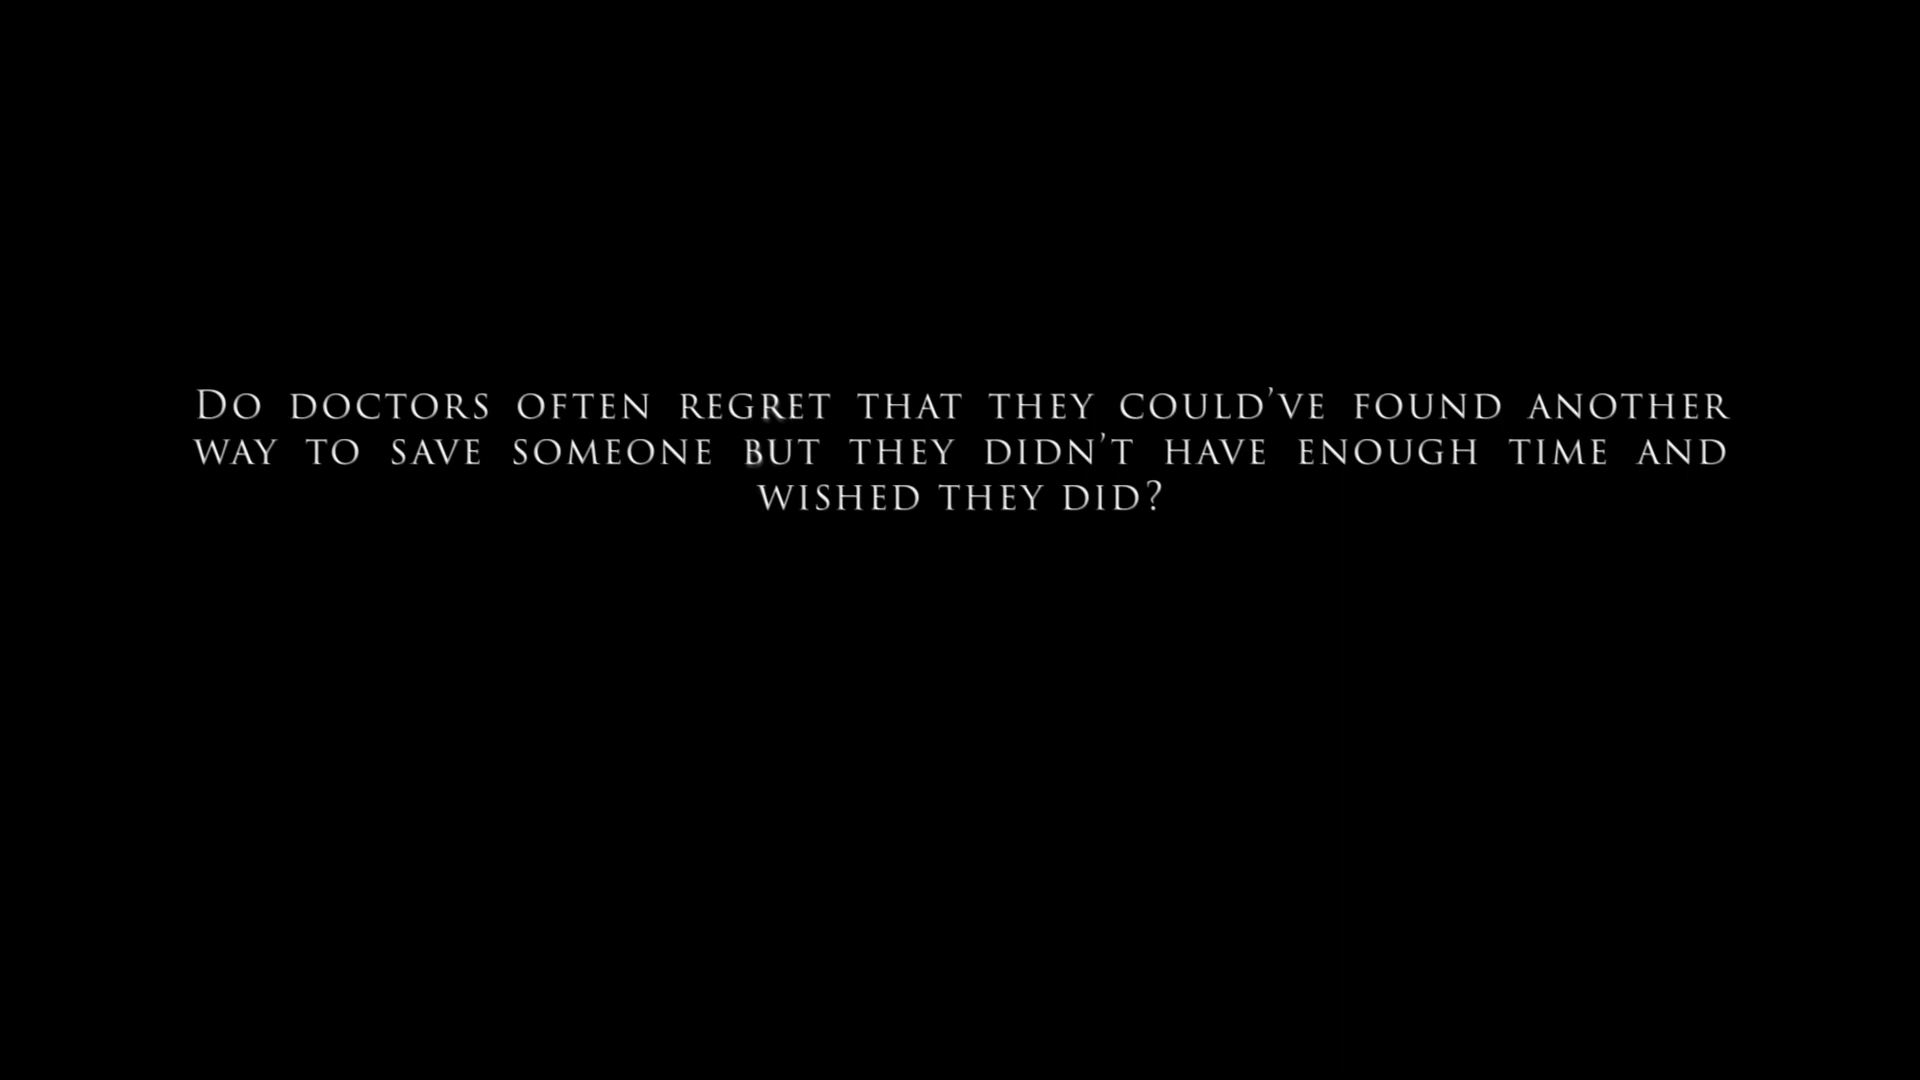 Do doctors often regret that they could’ve found another
way to save someone but they didn’t have enough time and
wished they did?